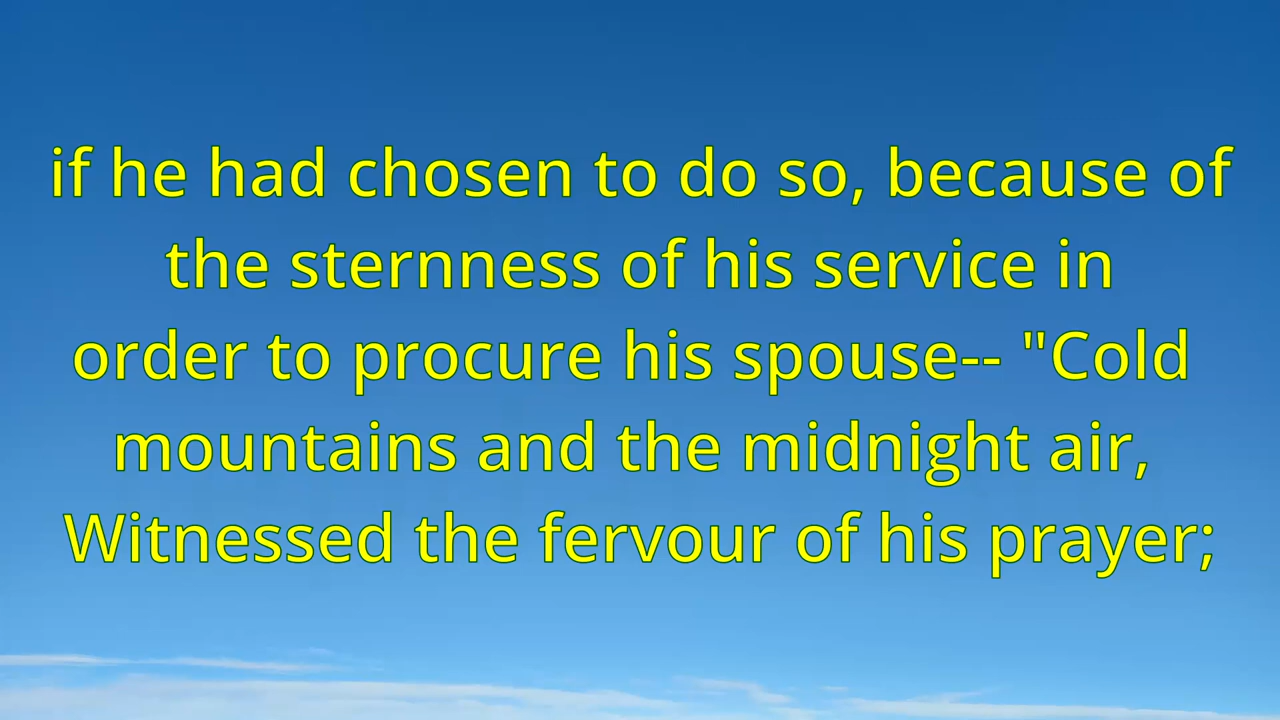 if he had chosen to do so, because of
the sternness of his service in
order to procure his spouse-- "Cold
mountains and the midnight air,
Witnessed the fervour of his prayer;